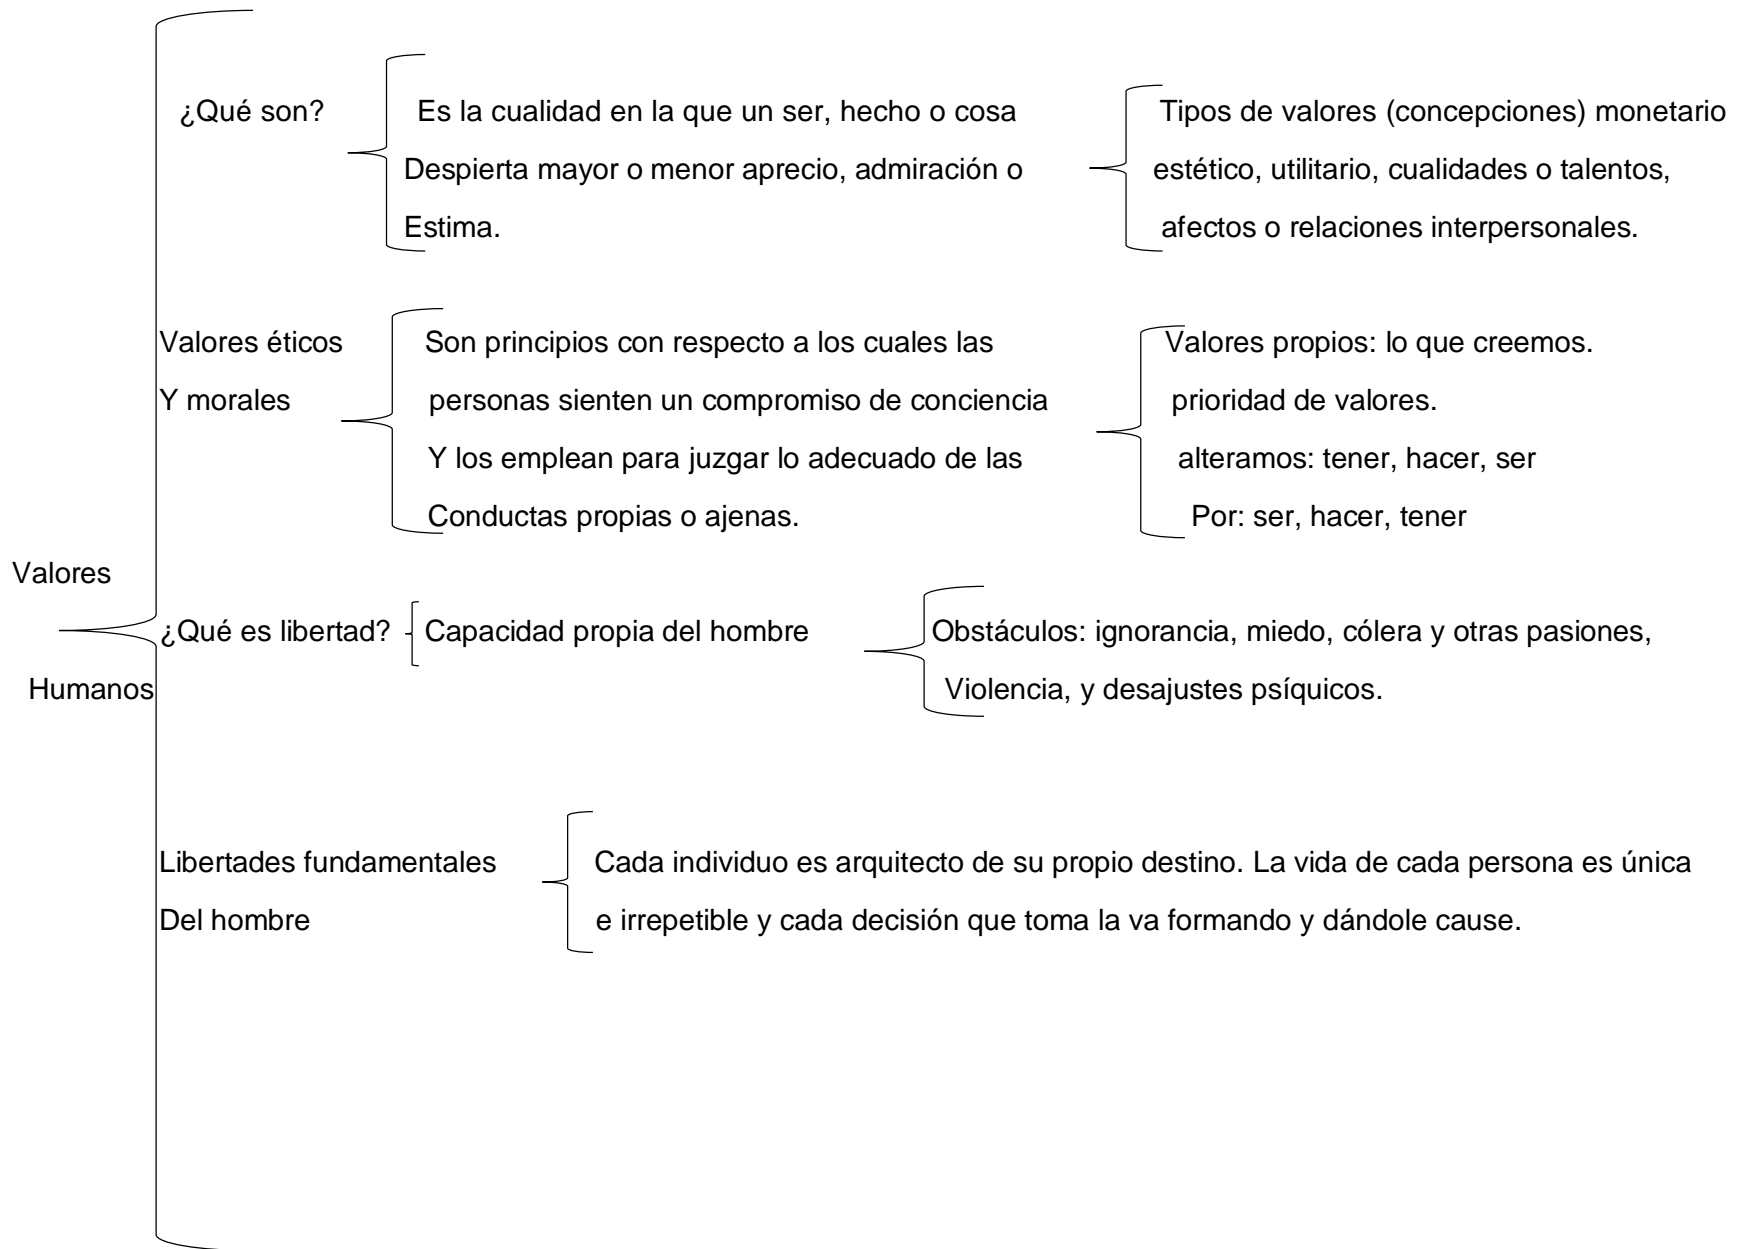 ¿Qué son?
Es la cualidad en la que un ser, hecho o cosa
Despierta mayor o menor aprecio, admiración o
Estima.
Tipos de valores (concepciones) monetario
estético, utilitario, cualidades o talentos,
afectos o relaciones interpersonales.
Valores éticos
Y morales
Son principios con respecto a los cuales las
personas sienten un compromiso de conciencia
Y los emplean para juzgar lo adecuado de las
Conductas propias o ajenas.
Valores propios: lo que creemos.
prioridad de valores.
alteramos: tener, hacer, ser
Por: ser, hacer, tener
Valores
Humanos
¿Qué es libertad?
Capacidad propia del hombre
Obstáculos: ignorancia, miedo, cólera y otras pasiones,
Violencia, y desajustes psíquicos.
Libertades fundamentales
Del hombre
Cada individuo es arquitecto de su propio destino. La vida de cada persona es única
e irrepetible y cada decisión que toma la va formando y dándole cause.